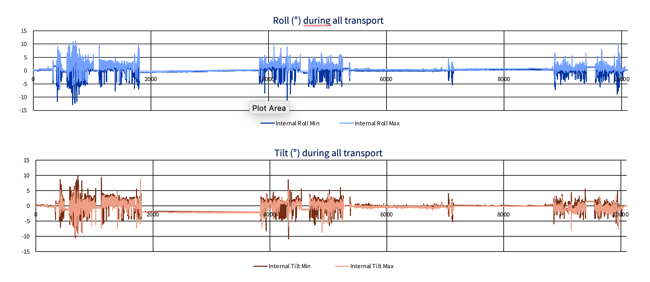 Roll (°) during all transport
15
10
5
0
-5
-10
-15
0 2000 4000 6000 8000 10000
Plot Area
Internal Roll Min Internal Roll Max
Tilt (°) during all transport
15
10
5
0
-5
-10
-15
0 2000 4000 6000 8000 10000
Internal Tilt Min Internal Tilt Max